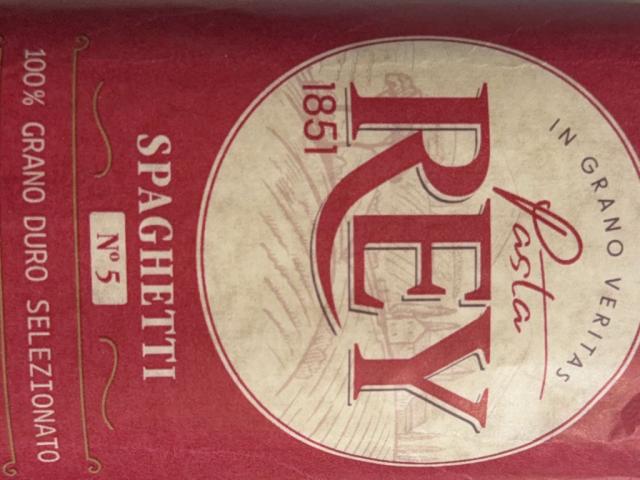 IN GRANO VERITAS
Pasta
REY
1851
SPAGHETTI
Nº 5
100% GRANO DURO SELEZIONATO